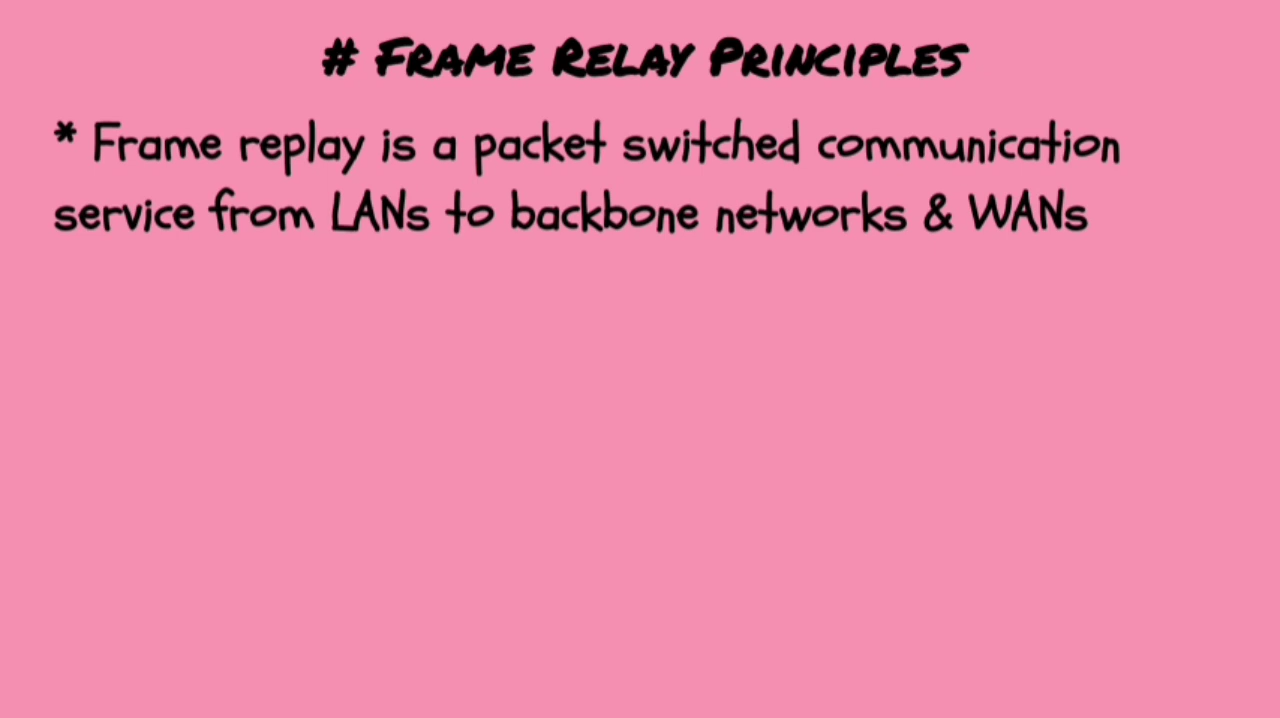 # Frame Relay Principles
* Frame replay is a packet switched communication
service from LANs to backbone networks & WANs